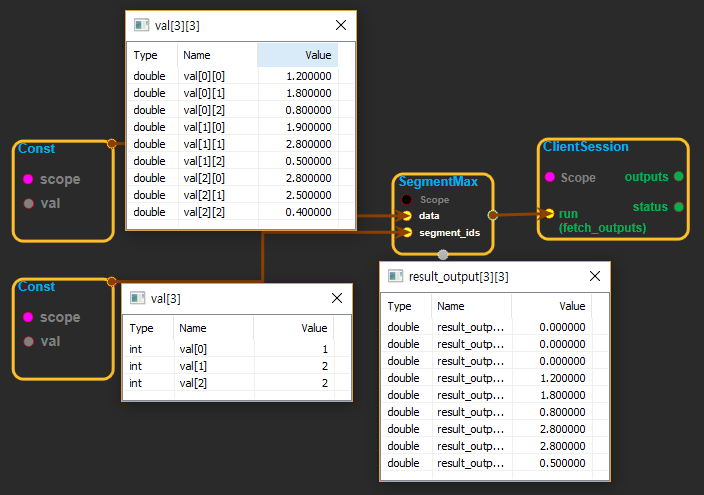 val[3][3]
Type Name Value
double val[0][0] 1.200000
double val[0][1] 1.800000
double val[0][2] 0.800000
double val[1][0] 1.900000
double val[1][1] 2.800000
double val[1][2] 0.500000
double val[2][0] 2.800000
double val[2][1] 2.500000
double val[2][2] 0.400000
Const
scope
val
Const
scope
val
val[3]
Type Name Value
int val[0] 1
int val[1] 2
int val[2] 2
SegmentMax
Scope
data
segment_ids
ClientSession
Scope outputs
status
run
(fetch_outputs)
result_output[3][3]
Type Name Value
double result_outp... 0.000000
double result_outp... 0.000000
double result_outp... 0.000000
double result_outp... 1.200000
double result_outp... 1.800000
double result_outp... 0.800000
double result_outp... 2.800000
double result_outp... 2.800000
double result_outp... 0.500000